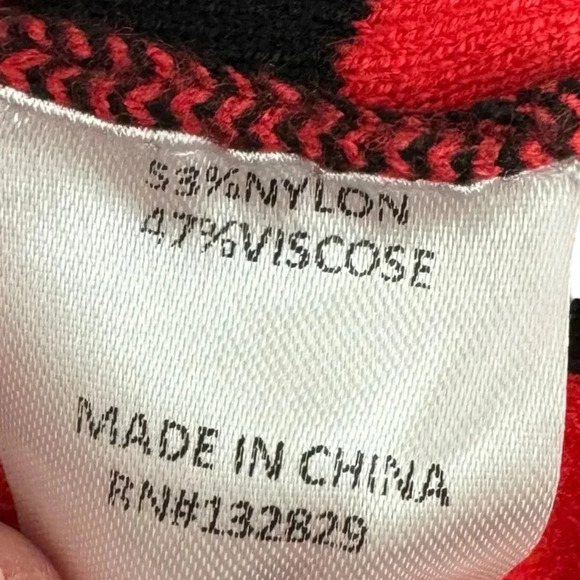 53%NYLON
47%VISCOSE
MADE IN CHINA
RN#132829